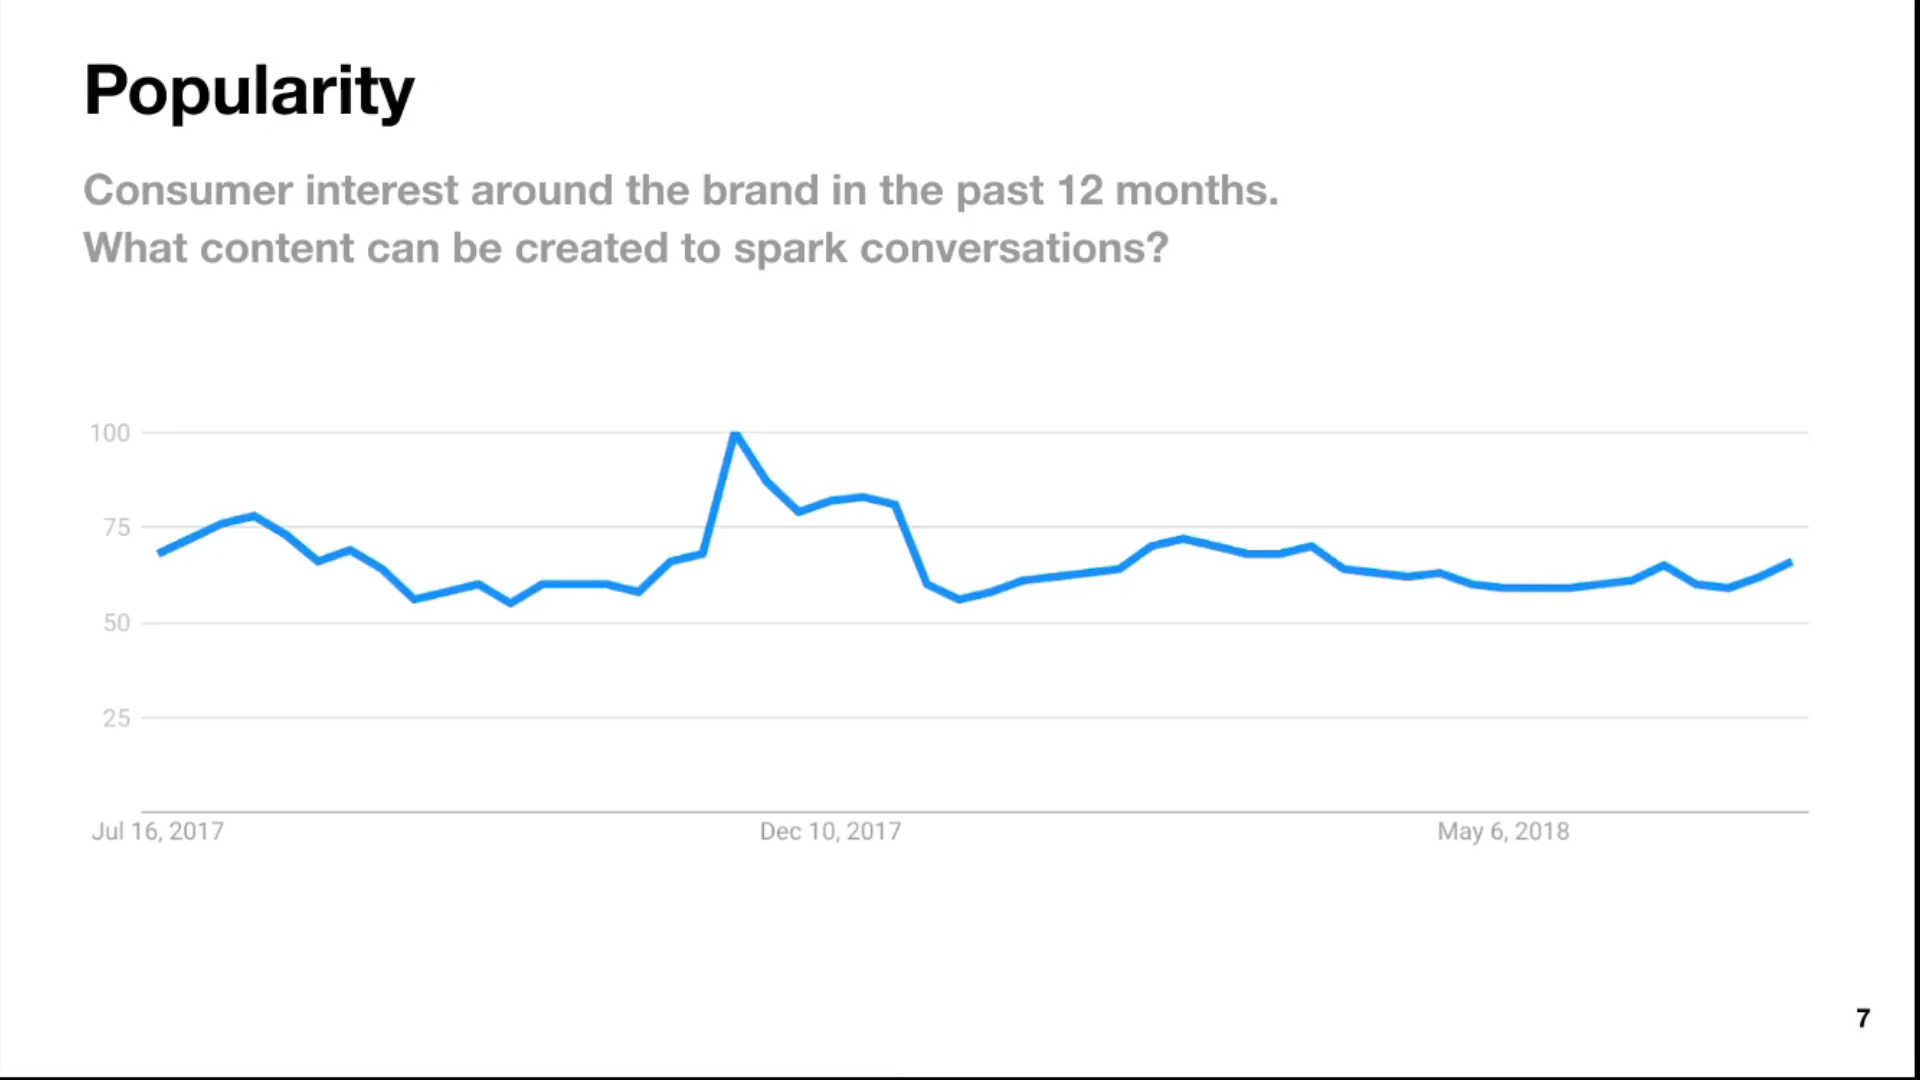 Popularity
Consumer interest around the brand in the past 12 months.
What content can be created to spark conversations?
100
75
50
25
Jul 16, 2017
Dec 10, 2017
May 6, 2018
7